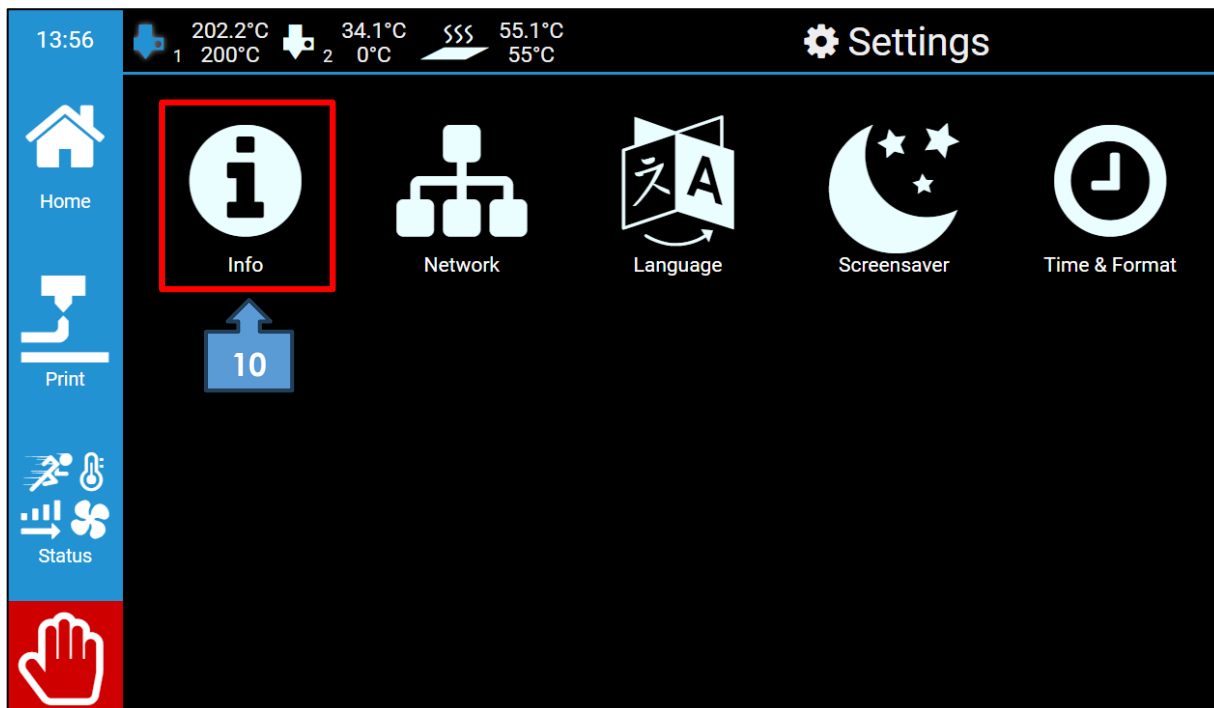 13:56
1 202.2°C 200°C
2 34.1°C 0°C
55.1°C 55°C
Settings
Home
Print
Status
i
Info
Network
ネ A
Language
Screensaver
Time & Format
10